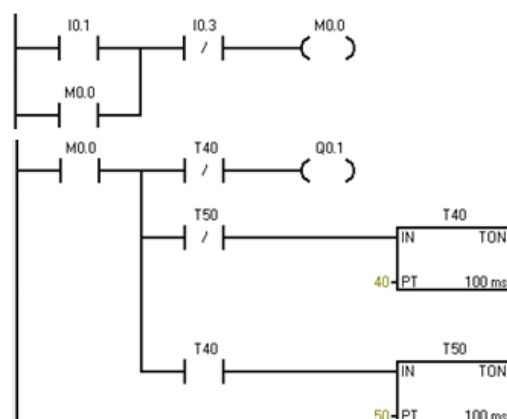 I0.1 I0.3 M0.0
/
M0.0
M0.0 T40 Q0.1
/
T50 T40
/ IN TON
40 PT 100 ms
T40 T50
IN TON
50 PT 100 ms